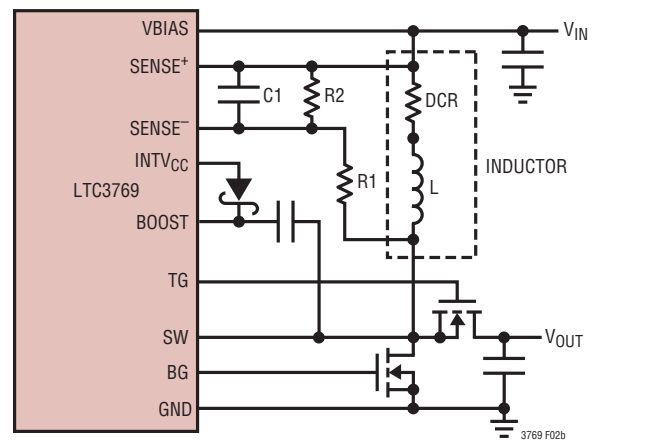 VBIAS
VIN
SENSE+
C1
R2
DCR
SENSE–
INTVCC
INDUCTOR
R1
L
LTC3769
BOOST
TG
SW
VOUT
BG
GND
3769 F02b